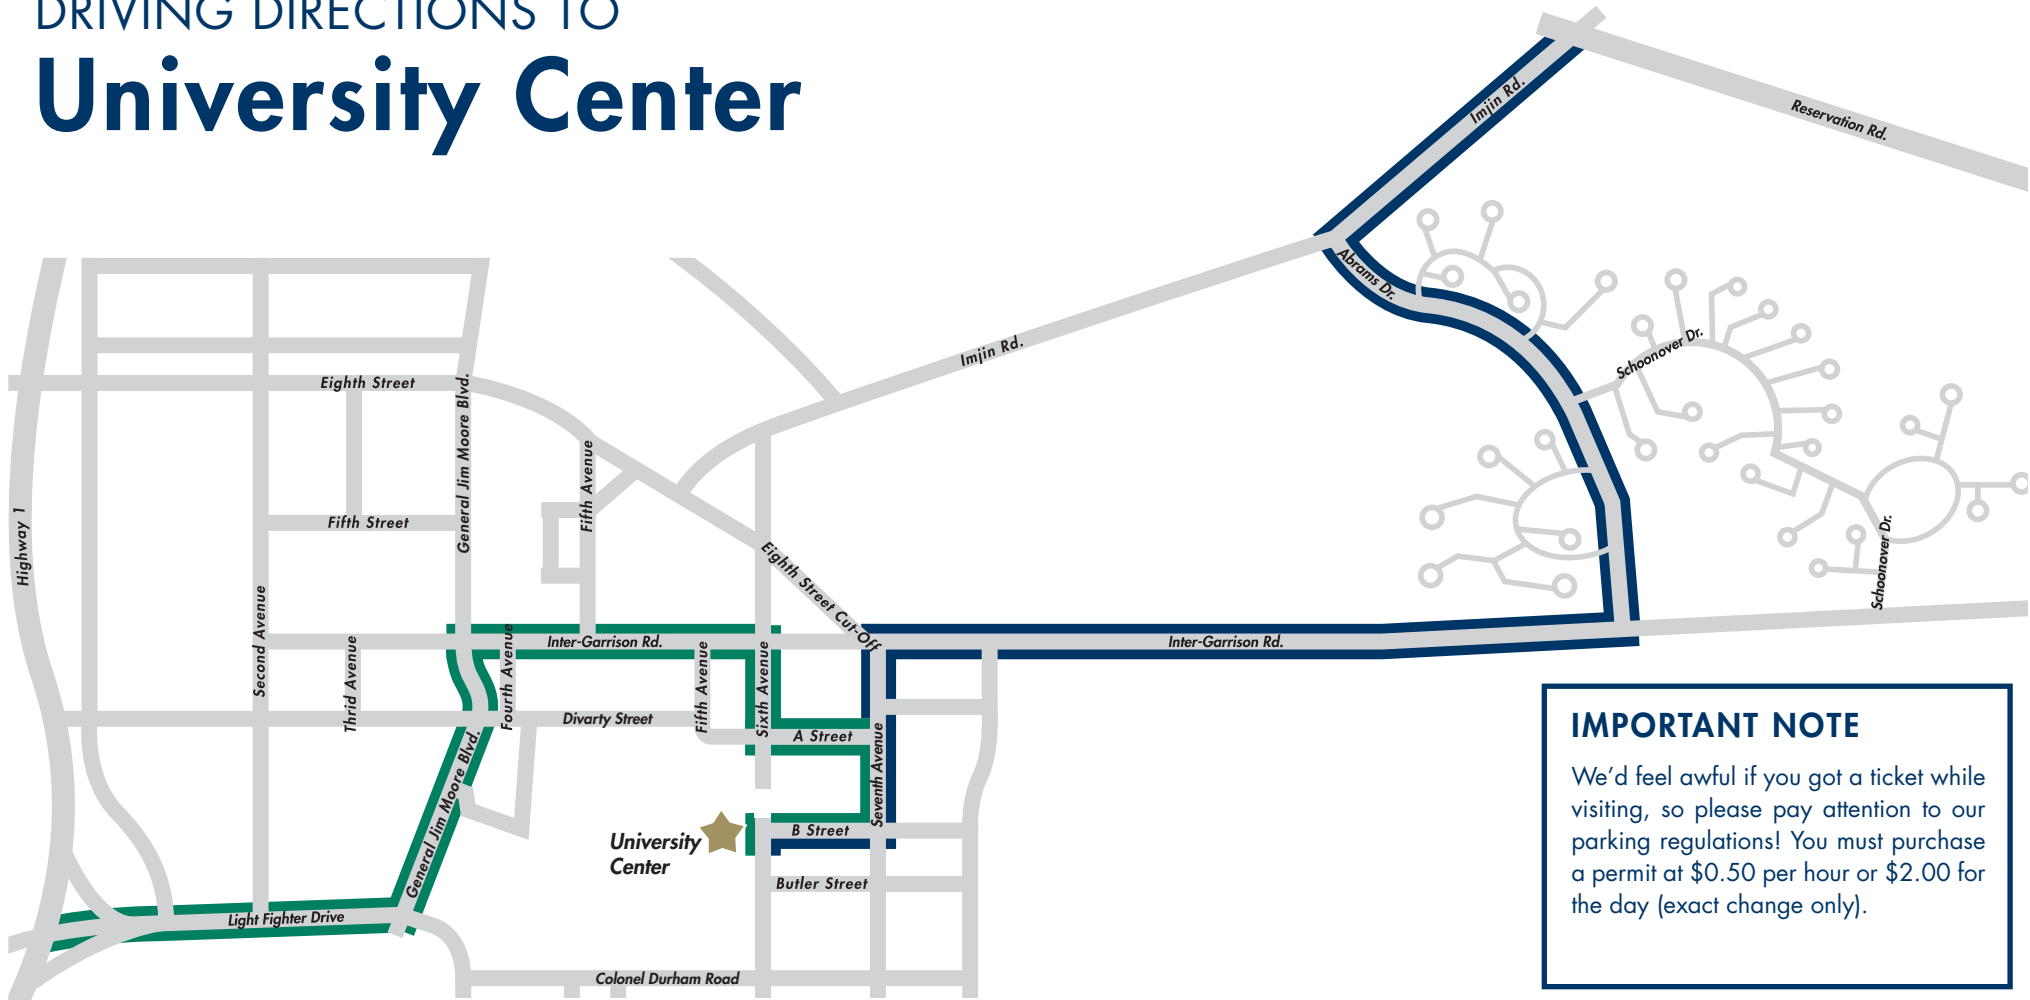 DRIVING DIRECTIONS TO
University Center
Imjin Rd.
Reservation Rd.
Abrams Dr.
Imjin Rd.
Schoonover Dr.
Eighth Street
General Jim Moore Blvd.
Fifth Avenue
Highway 1
Fifth Street
Eighth Street Cut-Off
Schoonover Dr.
Second Avenue
Thrid Avenue
Fourth Avenue
Inter-Garrison Rd.
Fifth Avenue
Sixth Avenue
Inter-Garrison Rd.
Divarty Street
A Street
Seventh Avenue
General Jim Moore Blvd.
B Street
University
Center
Butler Street
Light Fighter Drive
Colonel Durham Road
IMPORTANT NOTE
We’d feel awful if you got a ticket while
visiting, so please pay attention to our
parking regulations! You must purchase
a permit at $0.50 per hour or $2.00 for
the day (exact change only).